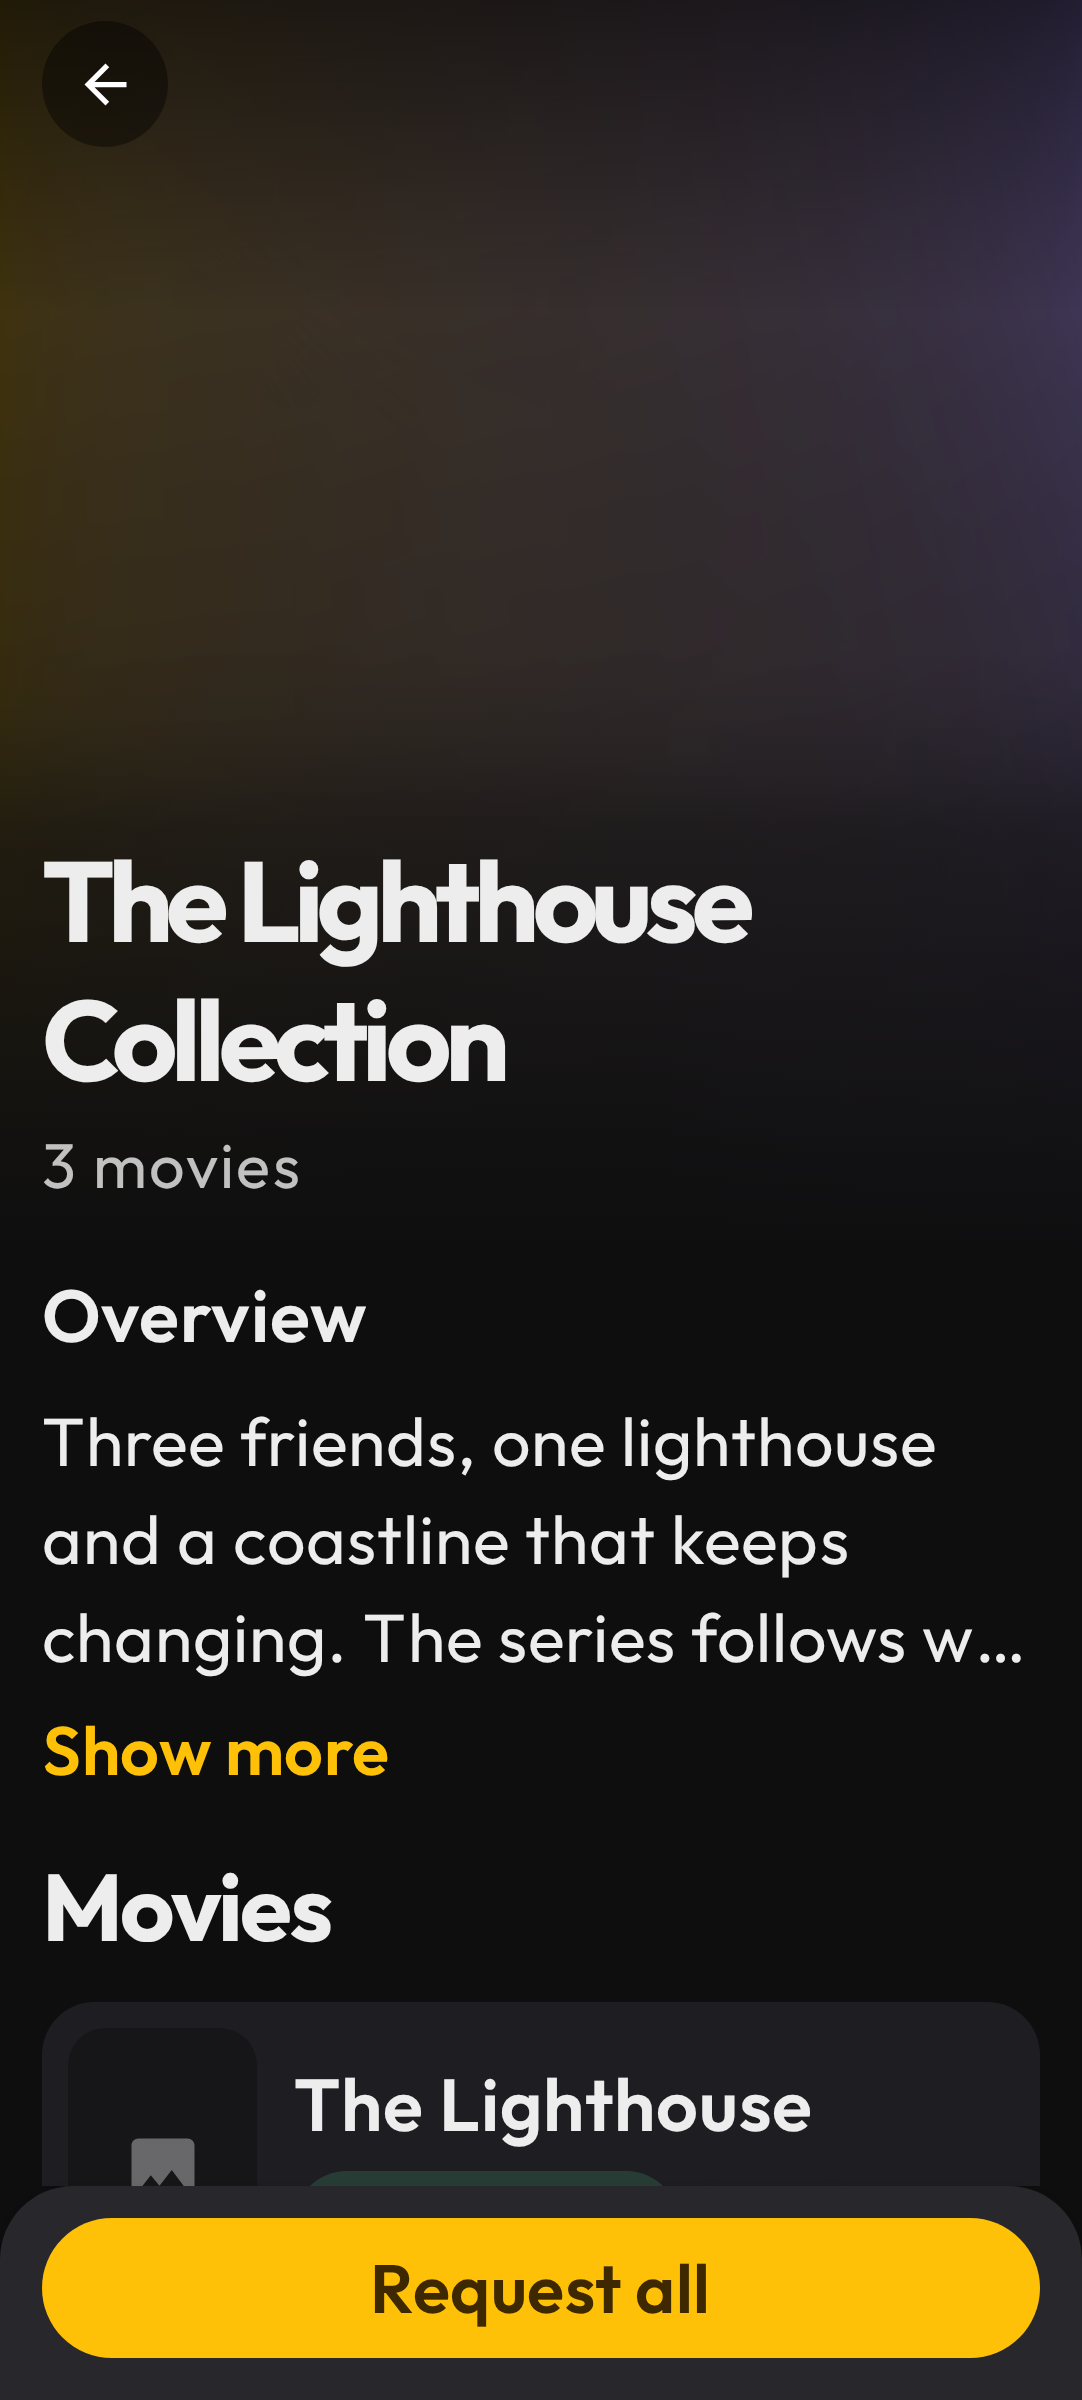 The Lighthouse
Collection
3 movies
Overview
Three friends, one lighthouse
and a coastline that keeps
changing. The series follows w…
Show more
Movies
The Lighthouse
Request all